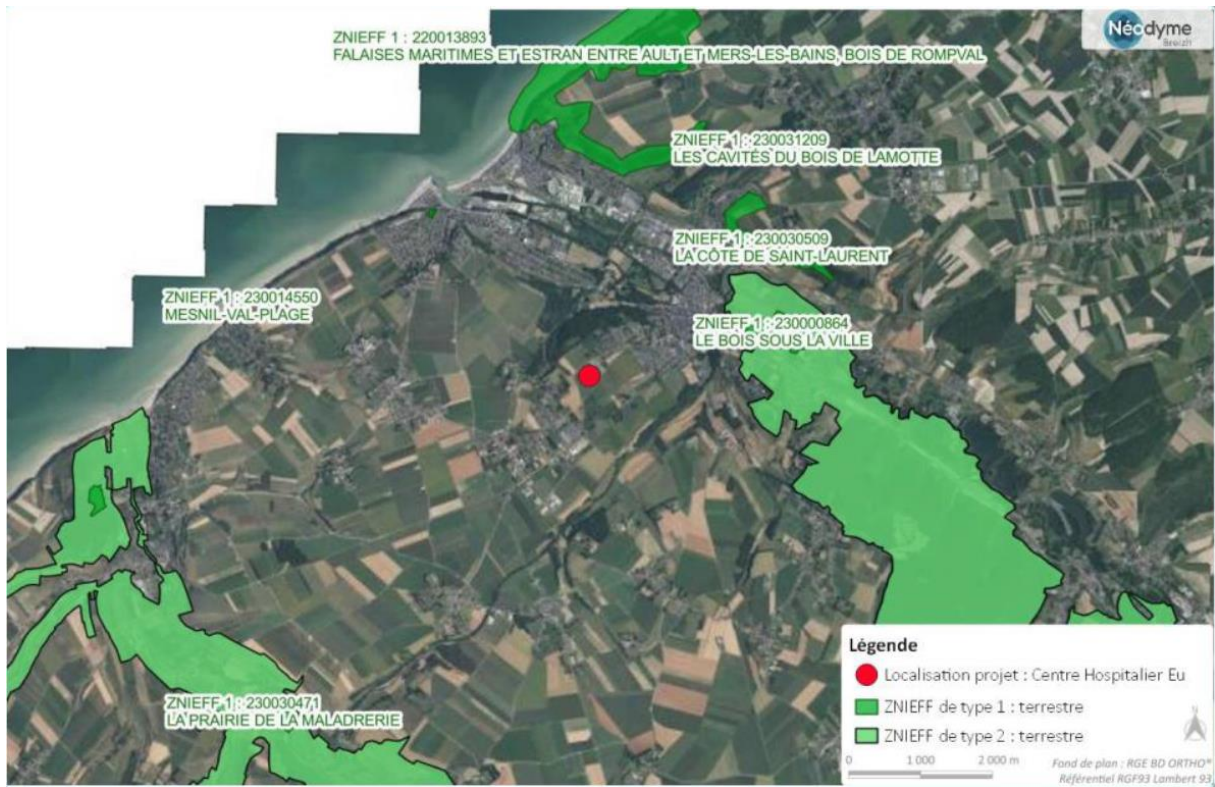 Néodyme
Breizh
ZNIEFF 1 : 220013893
FALAISES MARITIMES ET ESTRAN ENTRE AULT ET MERS-LES-BAINS, BOIS DE ROMPVAL
ZNIEFF 1 : 230031209
LES CAVITÉS DU BOIS DE LAMOTTE
ZNIEFF 1 : 230030509
LA CÔTE DE SAINT-LAURENT
ZNIEFF 1 : 230014550
MESNIL-VAL-PLAGE
ZNIEFF 1 : 230000864
LE BOIS SOUS LA VILLE
ZNIEFF 1 : 230030471
LA PRAIRIE DE LA MALADRERIE
Légende
Localisation projet : Centre Hospitalier Eu
ZNIEFF de type 1 : terrestre
ZNIEFF de type 2 : terrestre
N
0 1 000 2 000 m
Fond de plan : RGE BD ORTHO®
Référentiel RGF93 Lambert 93